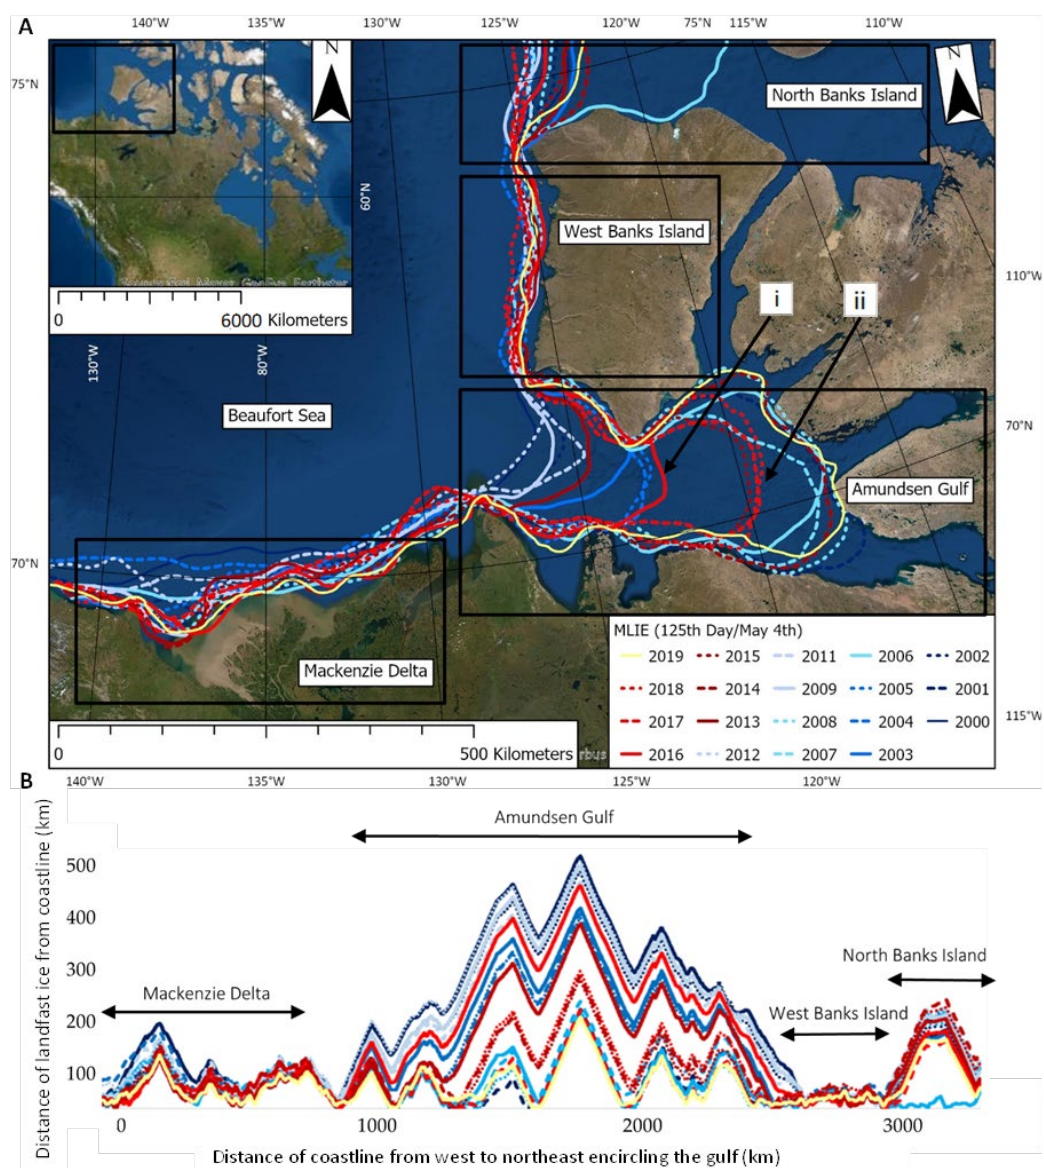 A
140°W 135°W 130°W 125°W 120°W 75°N 115°W 110°W
N
N
75°N
North Banks Island
60°N
West Banks Island
110°W
i
ii
0 6000 Kilometers
130°W
80°W
Beaufort Sea
70°N
Amundsen Gulf
70°N
Mackenzie Delta
MLIE (125th Day/May 4th)
2019 2015 2011 2006 2002
2018 2014 2009 2005 2001
2017 2013 2008 2004 2000
2016 2012 2007 2003
115°W
0 500 Kilometers
rbus
140°W 135°W 130°W 125°W 120°W
B
Distance of landfast ice from coastline (km)
Amundsen Gulf
500
400
300
200
100
Mackenzie Delta
North Banks Island
West Banks Island
0 1000 2000 3000
Distance of coastline from west to northeast encircling the gulf (km)